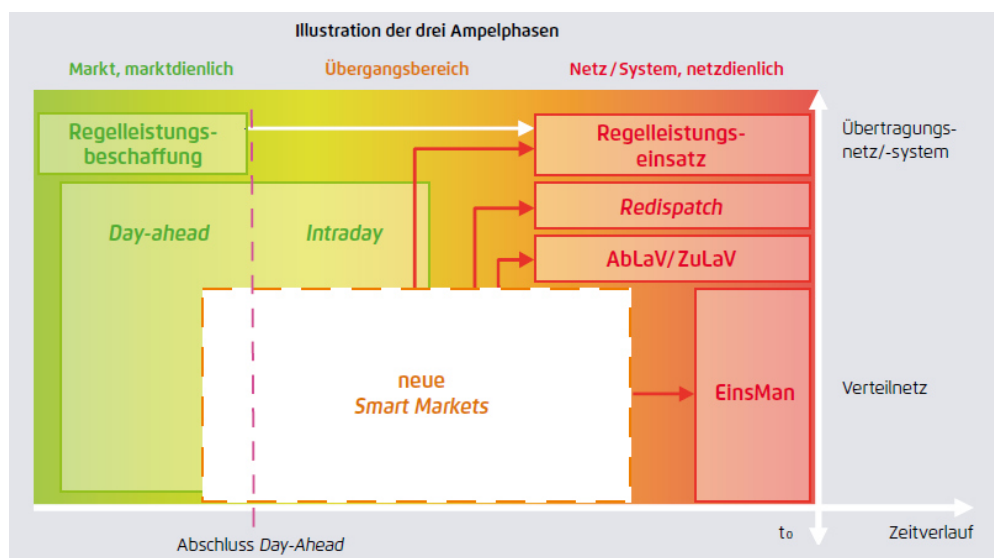 Illustration der drei Ampelphasen
Markt, marktdienlich
Übergangsbereich
Netz/System, netzdienlich
Regelleistungs-
beschaffung
Regelleistungs-
einsatz
Übertragungs-
netz/-system
Day-ahead
Intraday
Redispatch
AbLaV/ZuLaV
neue
Smart Markets
EinsMan
Verteilnetz
Abschluss Day-Ahead
t₀
Zeitverlauf